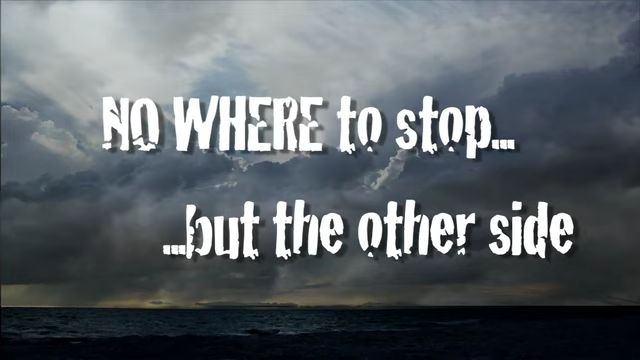 NO WHERE to stop...
...but the other side